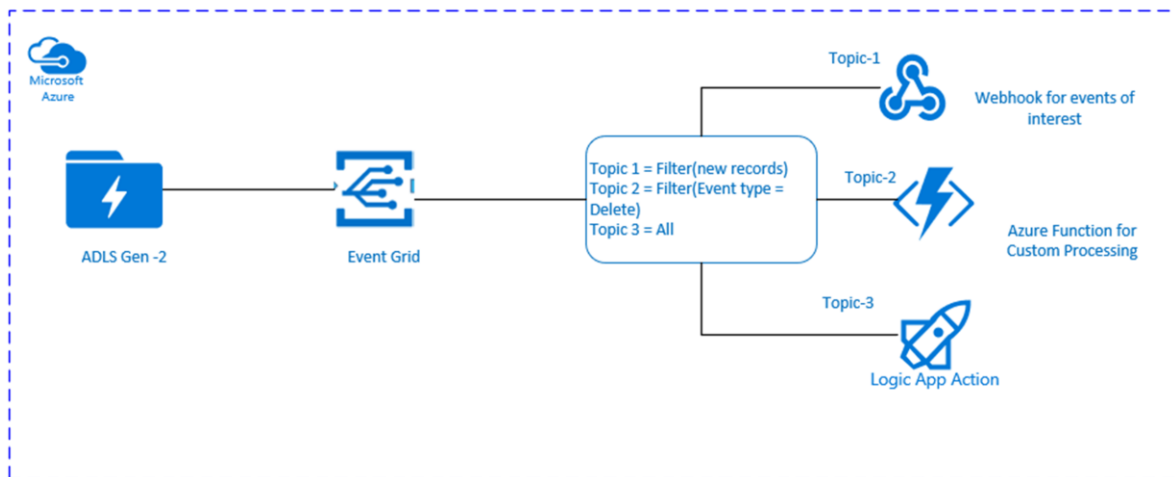 Microsoft
Azure
ADLS Gen -2
Event Grid
Topic 1 = Filter(new records)
Topic 2 = Filter(Event type =
Delete)
Topic 3 = All
Topic-1
Webhook for events of
interest
Topic-2
Azure Function for
Custom Processing
Topic-3
Logic App Action